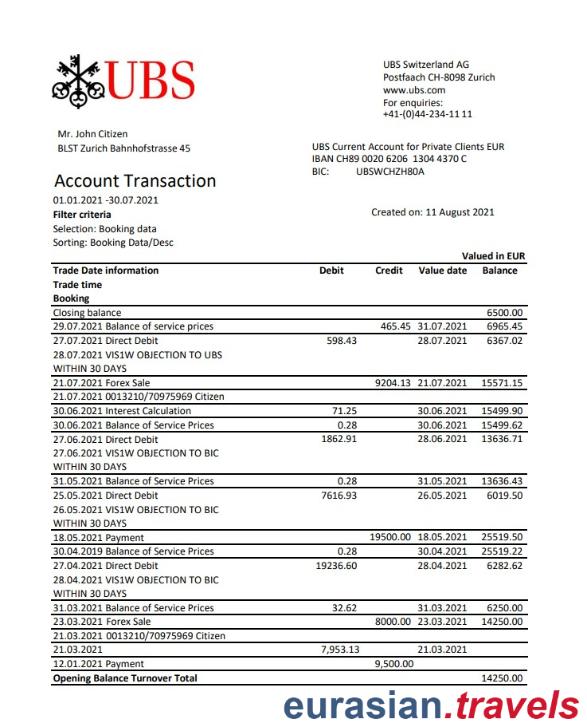 UBS
UBS Switzerland AG
Postfaach CH-8098 Zurich
www.ubs.com
For enquiries:
+41-(0)44-234-11 11
Mr. John Citizen
BLST Zurich Bahnhofstrasse 45
UBS Current Account for Private Clients EUR
IBAN CH89 0020 6206 1304 4370 C
BIC: UBSWCHZH80A
Account Transaction
01.01.2021 -30.07.2021
Filter criteria
Created on: 11 August 2021
Selection: Booking data
Sorting: Booking Data/Desc
Valued in EUR
Trade Date information Debit Credit Value date Balance
Trade time
Booking
Closing balance 6500.00
29.07.2021 Balance of service prices 465.45 31.07.2021 6965.45
27.07.2021 Direct Debit 598.43 28.07.2021 6367.02
28.07.2021 VIS1W OBJECTION TO UBS
WITHIN 30 DAYS
21.07.2021 Forex Sale 9204.13 21.07.2021 15571.15
21.07.2021 0013210/70975969 Citizen
30.06.2021 Interest Calculation 71.25 30.06.2021 15499.90
30.06.2021 Balance of Service Prices 0.28 30.06.2021 15499.62
27.06.2021 Direct Debit 1862.91 28.06.2021 13636.71
27.06.2021 VIS1W OBJECTION TO BIC
WITHIN 30 DAYS
31.05.2021 Balance of Service Prices 0.28 31.05.2021 13636.43
25.05.2021 Direct Debit 7616.93 26.05.2021 6019.50
26.05.2021 VIS1W OBJECTION TO BIC
WITHIN 30 DAYS
18.05.2021 Payment 19500.00 18.05.2021 25519.50
30.04.2019 Balance of Service Prices 0.28 30.04.2021 25519.22
27.04.2021 Direct Debit 19236.60 28.04.2021 6282.62
28.04.2021 VIS1W OBJECTION TO BIC
WITHIN 30 DAYS
31.03.2021 Balance of Service Prices 32.62 31.03.2021 6250.00
23.03.2021 Forex Sale 8000.00 23.03.2021 14250.00
21.03.2021 0013210/70975969 Citizen
21.03.2021 7,953.13 21.03.2021
12.01.2021 Payment 9,500.00
Opening Balance Turnover Total 14250.00
eurasian.travels